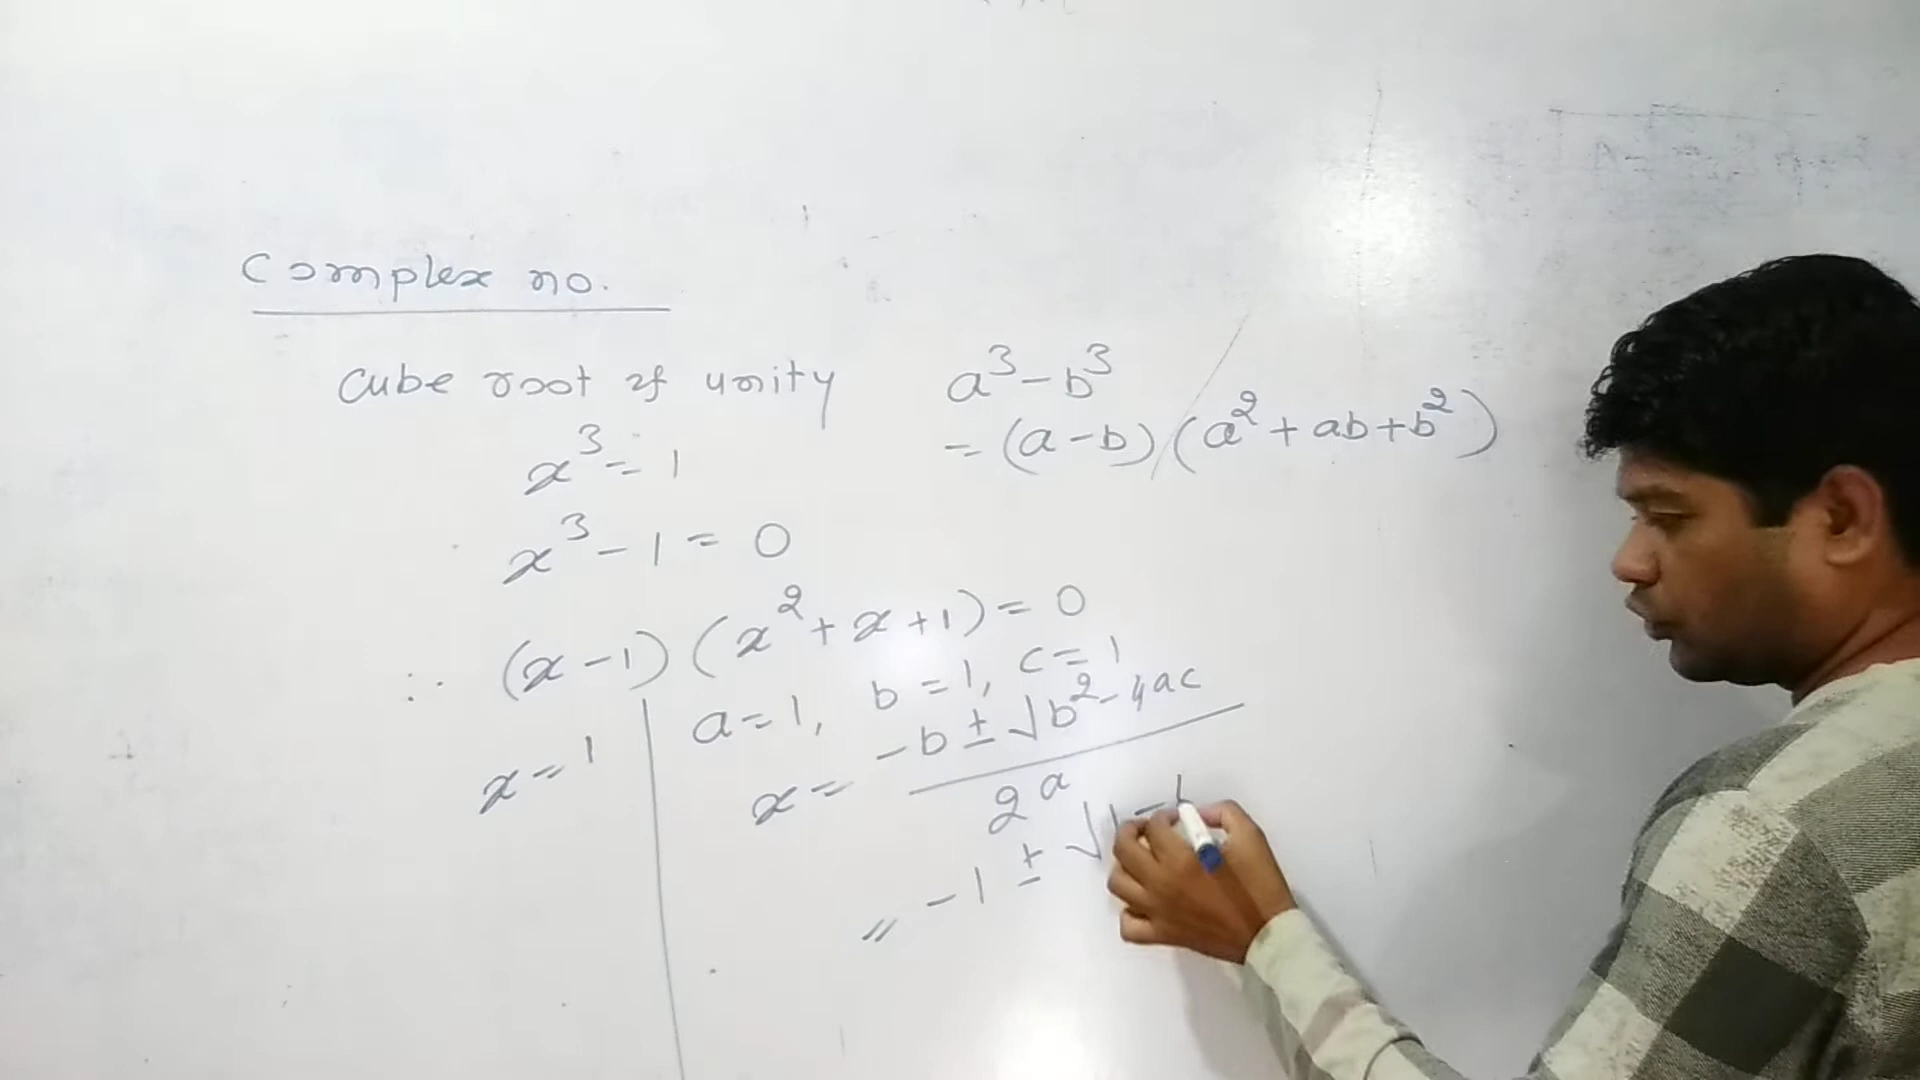 Complex no.
Cube root of unity
x³ = 1
x³ - 1 = 0
∴ (x - 1) (x² + x + 1) = 0
x = 1
a = 1, b = 1, c = 1
x = (-b ± √b² - 4ac) / 2a
= -1 ± √1 -
a³ - b³
= (a - b) (a² + ab + b²)